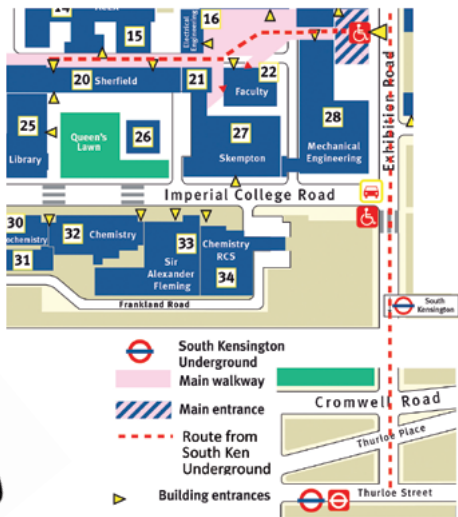 14
15
16
Electrical
Engineering
20 Sherfield
21
22
Faculty
28
Mechanical
Engineering
Exhibition Road
25
Library
Queen's
Lawn
26
27
Skempton
Imperial College Road
30
ochemistry
31
32 Chemistry
33
Sir
Alexander
Fleming
Chemistry
RCS
34
Frankland Road
South
Kensington
South Kensington
Underground
Main walkway
Main entrance
Route from
South Ken
Underground
Building entrances
Cromwell Road
Thurloe Place
Thurloe Street